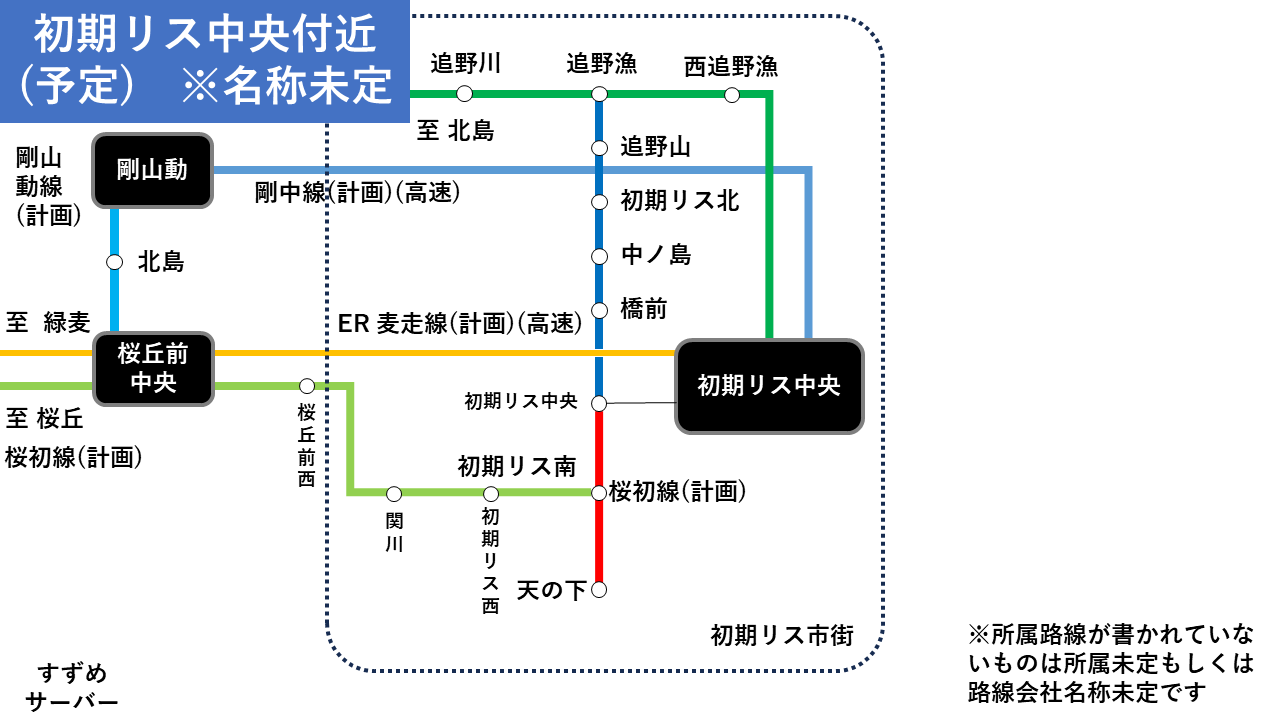 初期リス中央付近
(予定)　※名称未定
追野川
追野漁
西追野漁
至 北島
剛山
動線
(計画)
剛山動
追野山
剛中線(計画)(高速)
初期リス北
北島
中ノ島
至 緑麦
ER 麦走線(計画)(高速)
橋前
桜丘前
中央
初期リス中央
初期リス中央
至 桜丘
桜初線(計画)
桜丘前西
初期リス南
桜初線(計画)
関川
初期リス西
天の下
初期リス市街
※所属路線が書かれていな
いものは所属未定もしくは
路線会社名称未定です
すずめ
サーバー